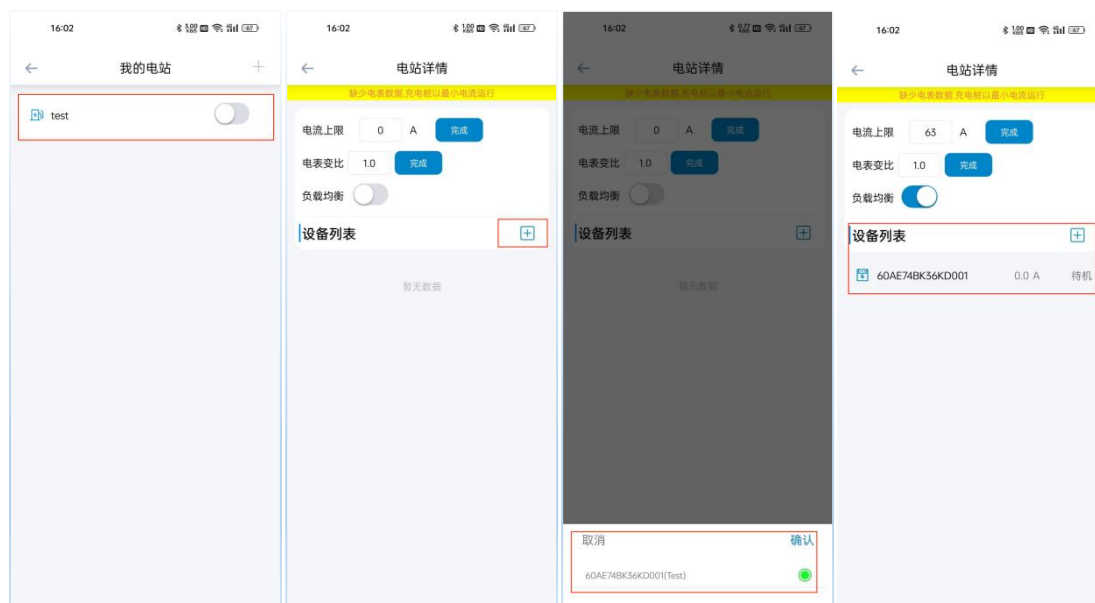 16:02
我的电站
test
16:02
电站详情
缺少电表数据,充电桩以最小电流运行
电流上限 0 A 完成
电表变比 1.0 完成
负载均衡
设备列表
暂无数据
16:02
电站详情
缺少电表数据,充电桩以最小电流运行
电流上限 0 A 完成
电表变比 1.0 完成
负载均衡
设备列表
暂无数据
取消 确认
60AE74BK36KD001(Test)
16:02
电站详情
缺少电表数据,充电桩以最小电流运行
电流上限 63 A 完成
电表变比 1.0 完成
负载均衡
设备列表
60AE74BK36KD001 0.0 A 待机